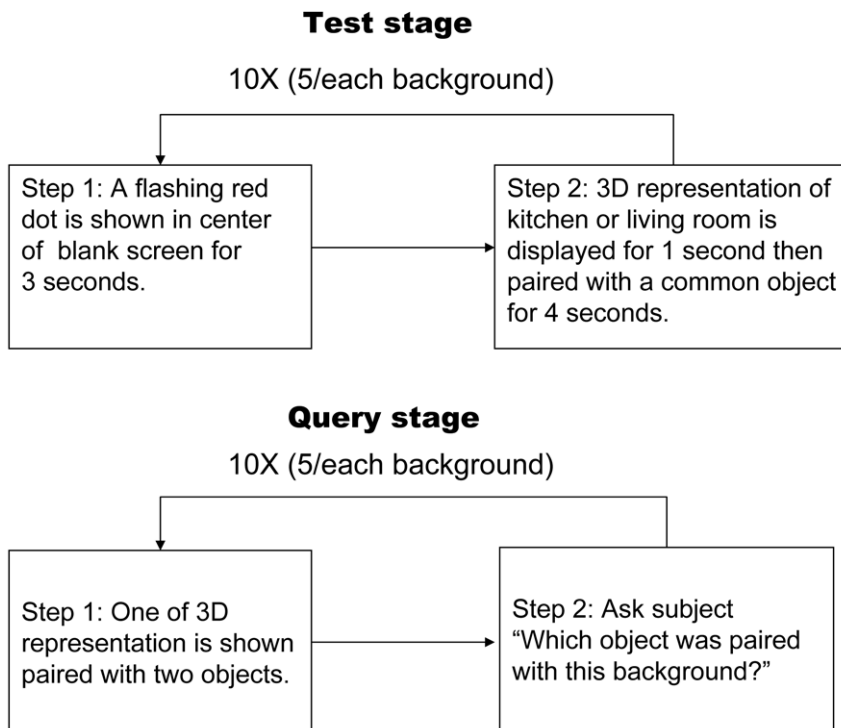 Test stage
10X (5/each background)
Step 1: A flashing red
dot is shown in center
of blank screen for
3 seconds.
Step 2: 3D representation of
kitchen or living room is
displayed for 1 second then
paired with a common object
for 4 seconds.
Query stage
10X (5/each background)
Step 1: One of 3D
representation is shown
paired with two objects.
Step 2: Ask subject
“Which object was paired
with this background?”